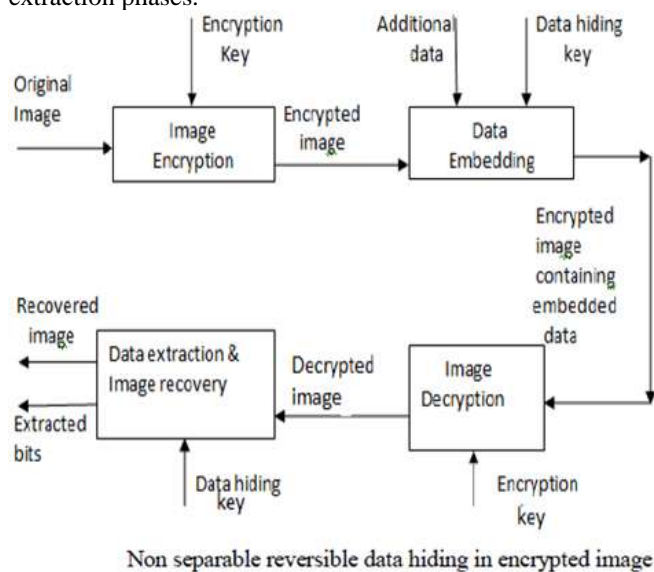 extraction phases.
Encryption
Key
Additional
data
Data hiding
key
Original
Image
Image
Encryption
Encrypted
image
Data
Embedding
Encrypted
image
containing
embedded
data
Recovered
image
Data extraction &
Image recovery
Decrypted
image
Image
Decryption
Extracted
bits
Data hiding
key
Encryption
key
Non separable reversible data hiding in encrypted image